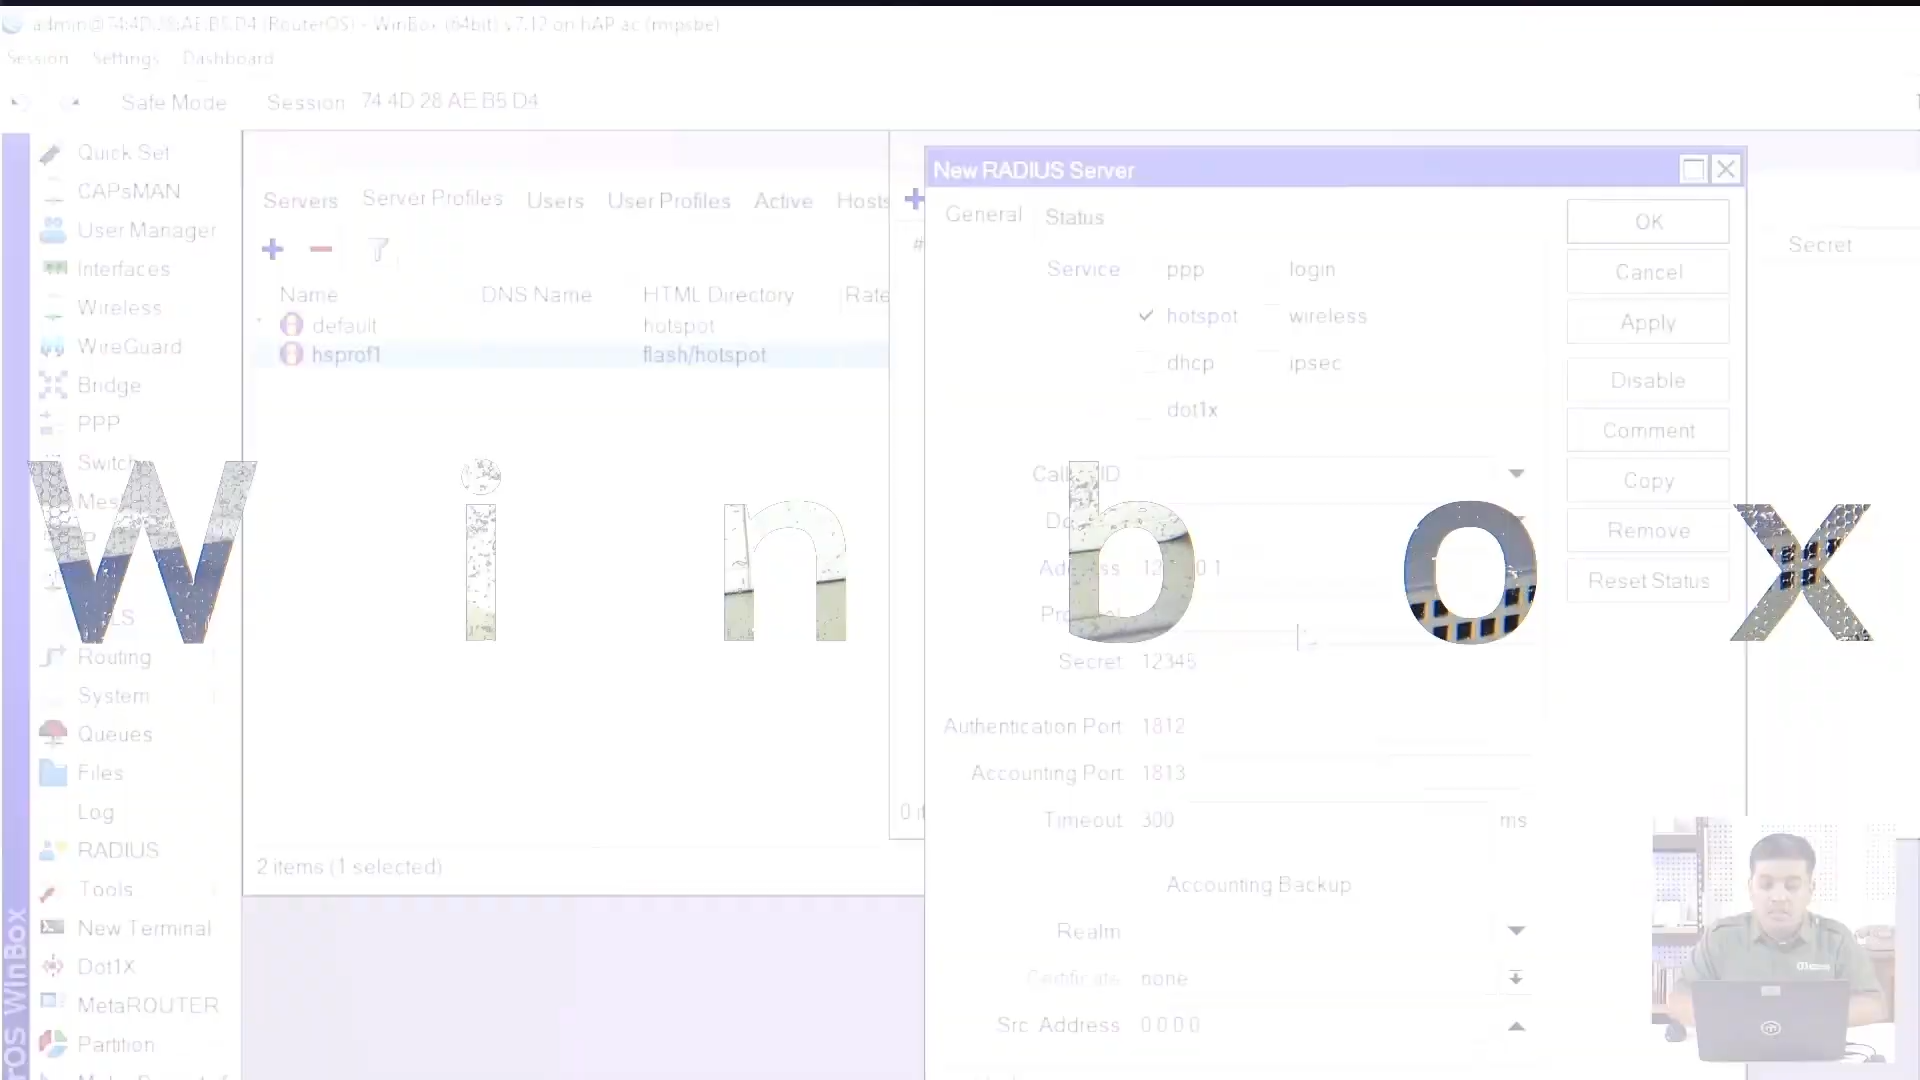 admin@74:4D:28:AE:B5:D4 (RouterOS) - WinBox (64bit) v7.12 on hAP ac (mipsbe)
Session Settings Dashboard
Safe Mode Session 74 4D 28 AE B5 D4
Quick Set
CAPsMAN
User Manager
Interfaces
Wireless
WireGuard
Bridge
PPP
Switch
Routing
System
Queues
Files
Log
RADIUS
Tools
New Terminal
Dot1X
MetaROUTER
Partition
rOS WinBox
Servers Server Profiles Users User Profiles Active Hosts
Name DNS Name HTML Directory Rate
default hotspot
hsprof1 flash/hotspot
2 items (1 selected)
#
Secret
New RADIUS Server
General Status
Service ppp login
hotspot wireless
dhcp ipsec
dot1x
Secret 12345
Authentication Port 1812
Accounting Port 1813
Timeout 300 ms
Accounting Backup
Realm
Certificate none
Src. Address 0 0 0 0
OK
Cancel
Apply
Disable
Comment
Copy
Remove
Reset Status
Winbox